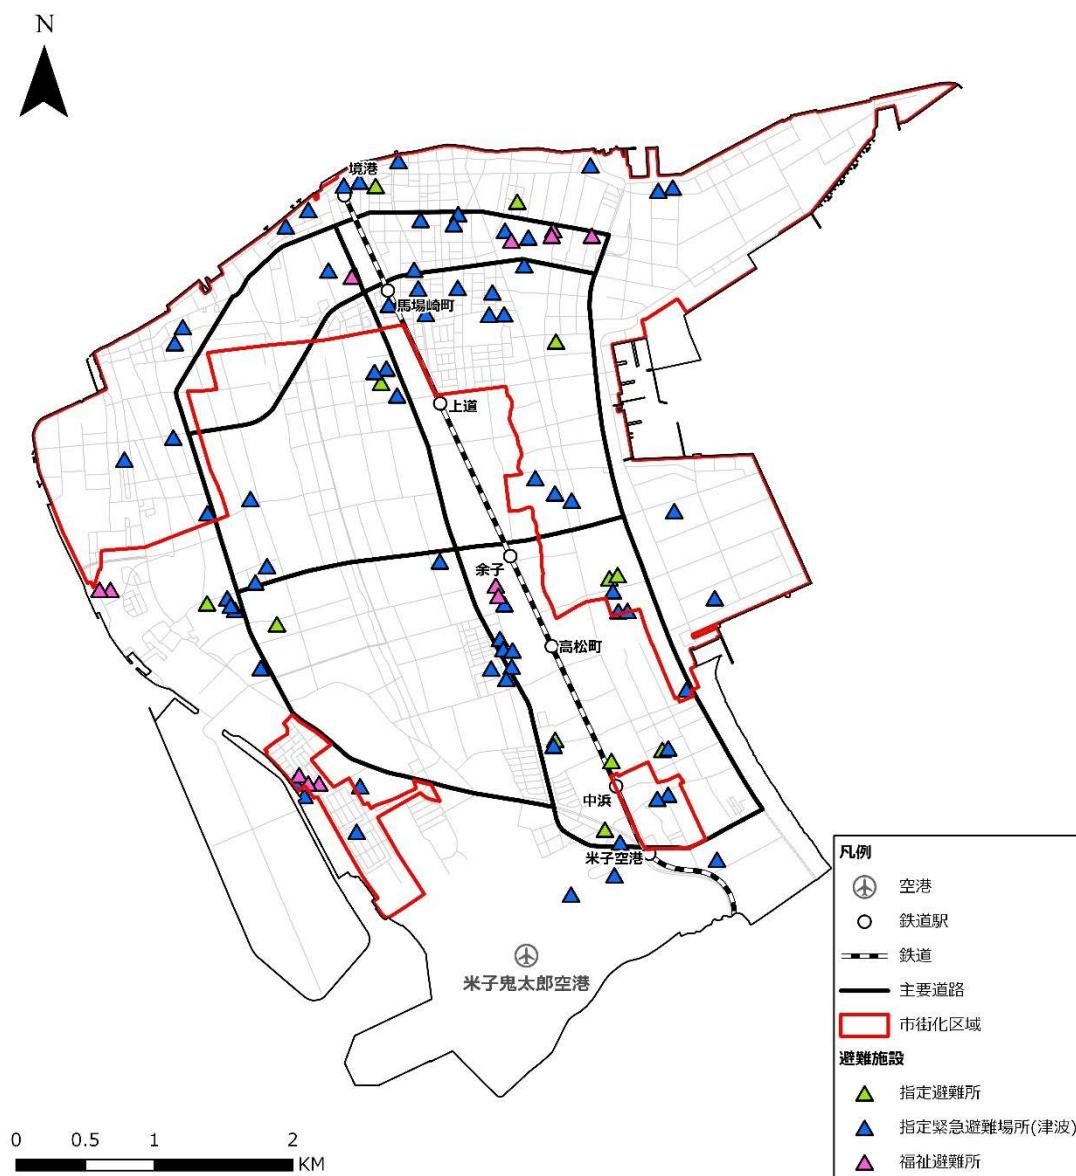 N
境港
馬場崎町
上道
余子
高松町
中浜
米子空港
米子鬼太郎空港
凡例
空港
鉄道駅
鉄道
主要道路
市街化区域
避難施設
指定避難所
指定緊急避難場所(津波)
福祉避難所
0 0.5 1 2
KM